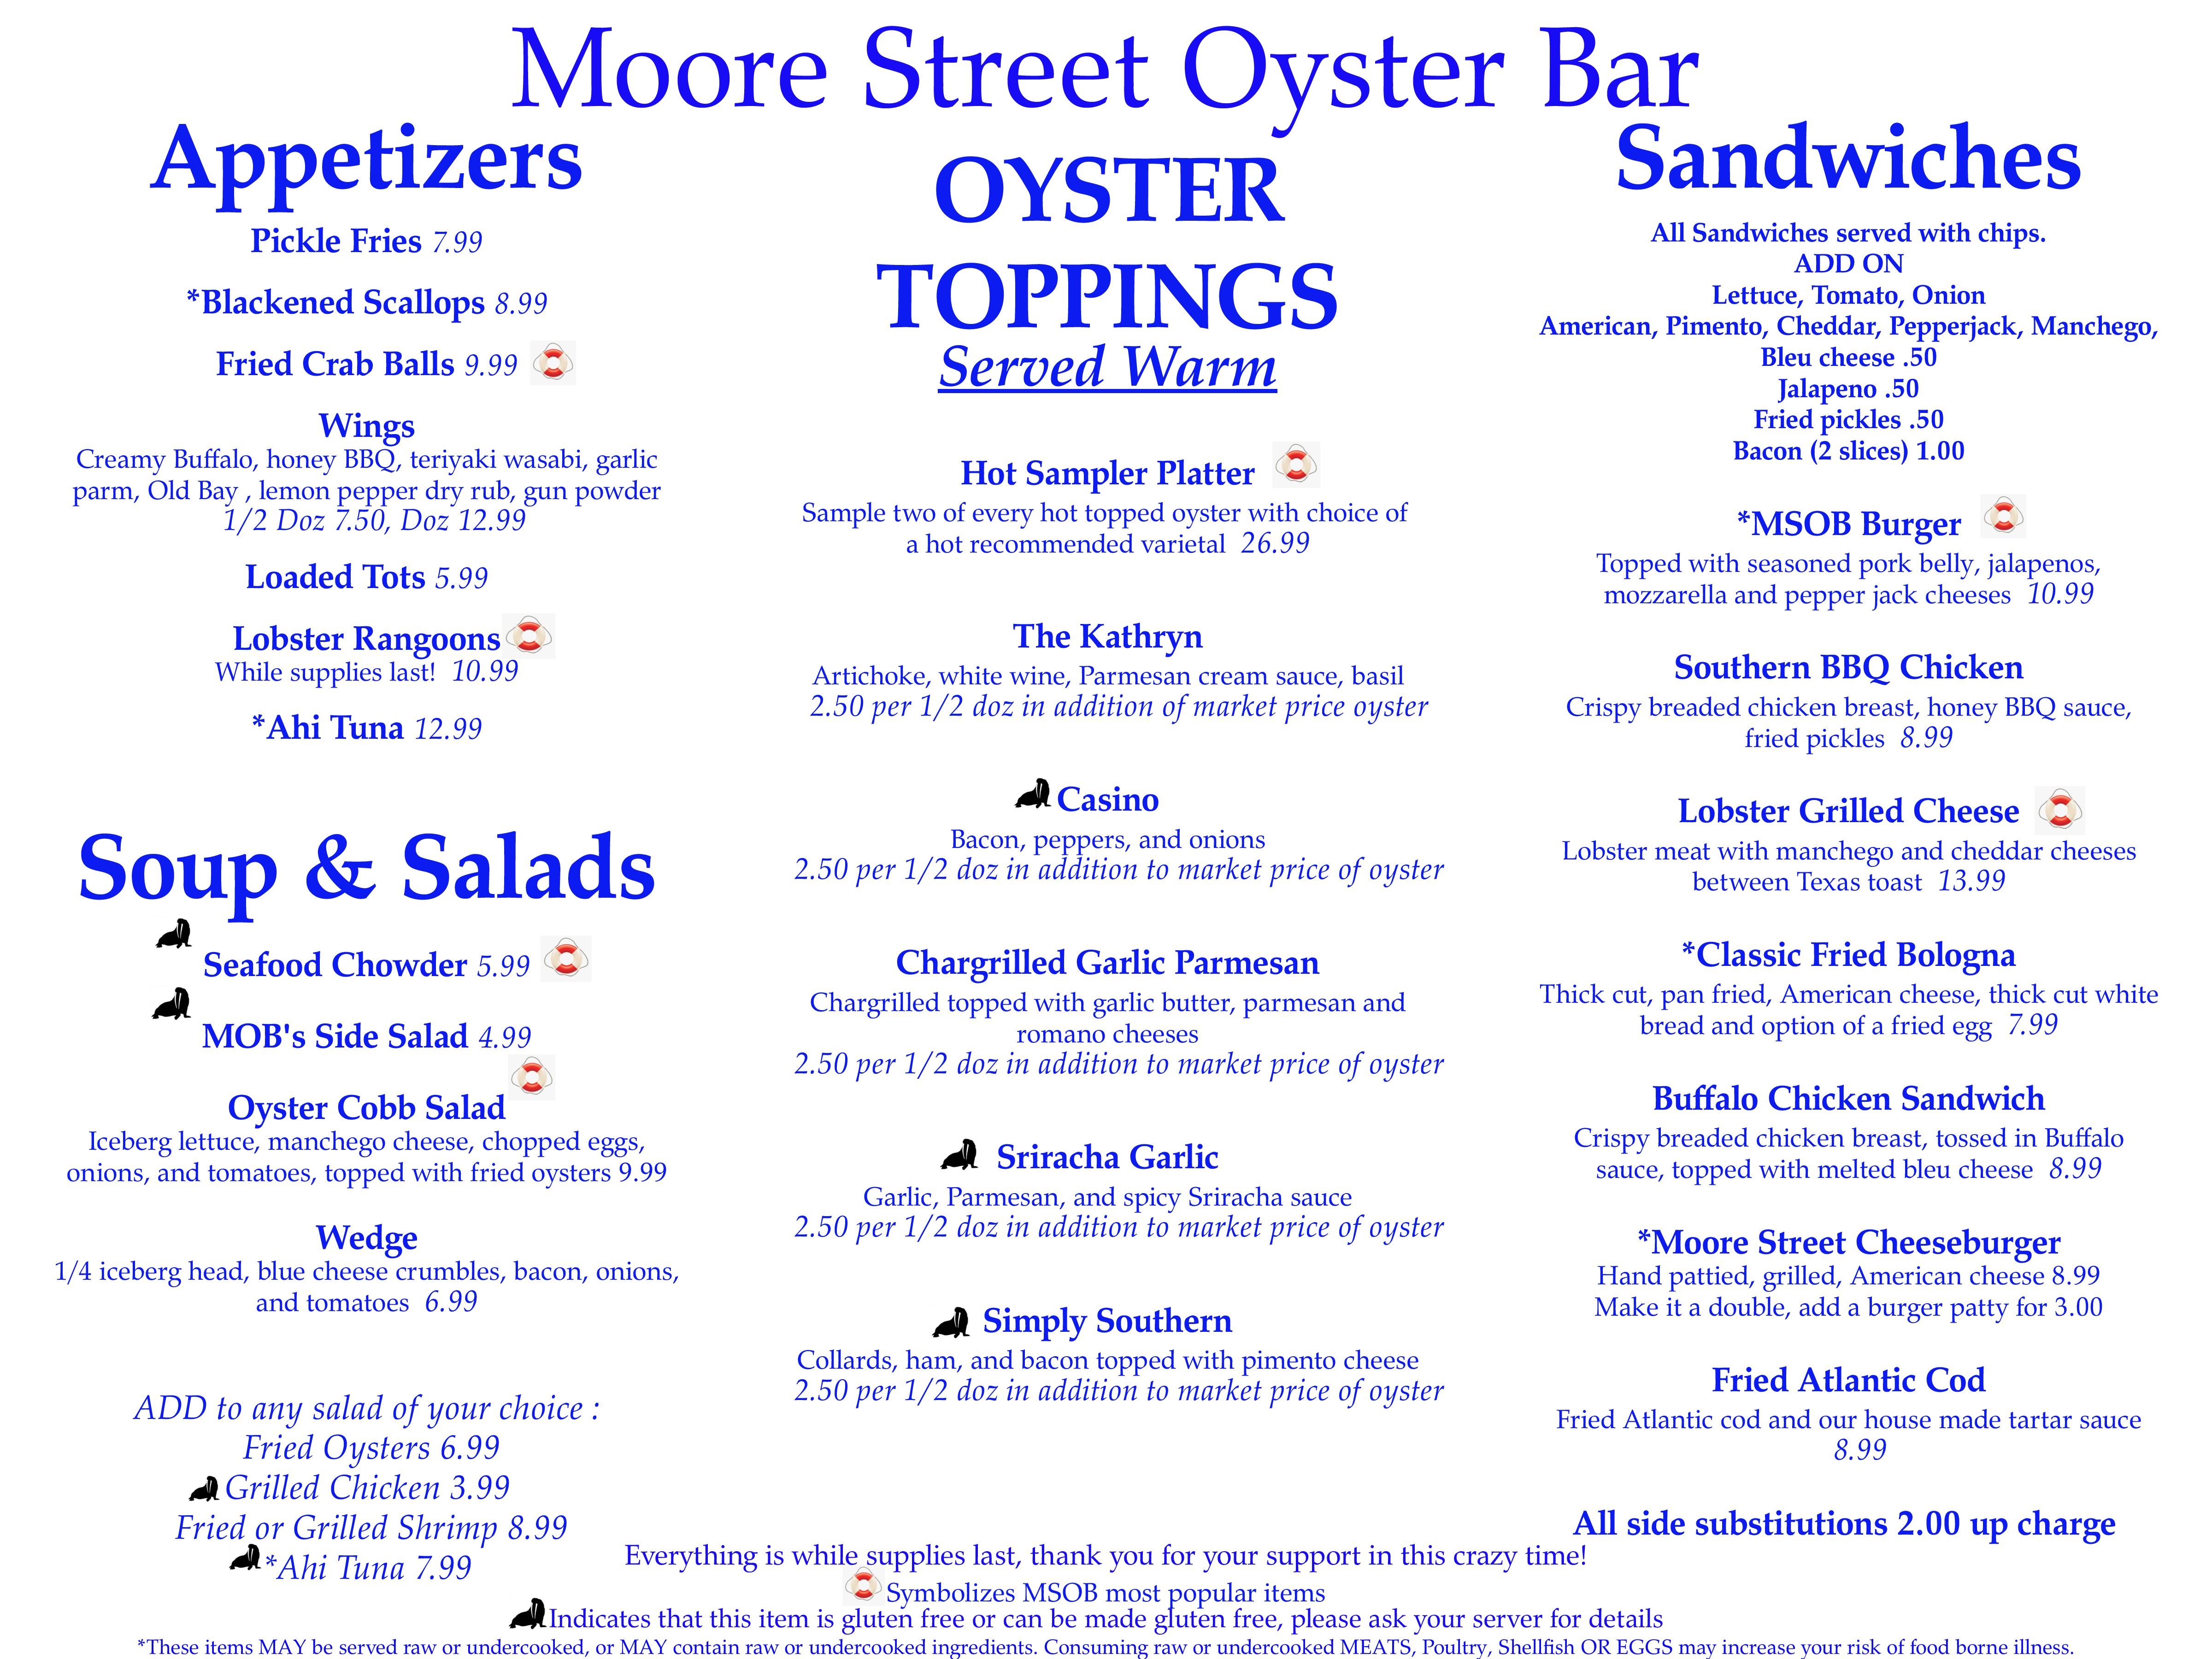 Moore Street Oyster Bar
Appetizers
Pickle Fries 7.99
*Blackened Scallops 8.99
Fried Crab Balls 9.99
Wings
Creamy Buffalo, honey BBQ, teriyaki wasabi, garlic
parm, Old Bay , lemon pepper dry rub, gun powder
1/2 Doz 7.50, Doz 12.99
Loaded Tots 5.99
Lobster Rangoons
While supplies last! 10.99
*Ahi Tuna 12.99
Soup & Salads
Seafood Chowder 5.99
MOB's Side Salad 4.99
Oyster Cobb Salad
Iceberg lettuce, manchego cheese, chopped eggs,
onions, and tomatoes, topped with fried oysters 9.99
Wedge
1/4 iceberg head, blue cheese crumbles, bacon, onions,
and tomatoes 6.99
ADD to any salad of your choice :
Fried Oysters 6.99
Grilled Chicken 3.99
Fried or Grilled Shrimp 8.99
*Ahi Tuna 7.99
OYSTER
TOPPINGS
Served Warm
Hot Sampler Platter
Sample two of every hot topped oyster with choice of
a hot recommended varietal 26.99
The Kathryn
Artichoke, white wine, Parmesan cream sauce, basil
2.50 per 1/2 doz in addition of market price oyster
Casino
Bacon, peppers, and onions
2.50 per 1/2 doz in addition to market price of oyster
Chargrilled Garlic Parmesan
Chargrilled topped with garlic butter, parmesan and
romano cheeses
2.50 per 1/2 doz in addition to market price of oyster
Sriracha Garlic
Garlic, Parmesan, and spicy Sriracha sauce
2.50 per 1/2 doz in addition to market price of oyster
Simply Southern
Collards, ham, and bacon topped with pimento cheese
2.50 per 1/2 doz in addition to market price of oyster
Sandwiches
All Sandwiches served with chips.
ADD ON
Lettuce, Tomato, Onion
American, Pimento, Cheddar, Pepperjack, Manchego,
Bleu cheese .50
Jalapeno .50
Fried pickles .50
Bacon (2 slices) 1.00
*MSOB Burger
Topped with seasoned pork belly, jalapenos,
mozzarella and pepper jack cheeses 10.99
Southern BBQ Chicken
Crispy breaded chicken breast, honey BBQ sauce,
fried pickles 8.99
Lobster Grilled Cheese
Lobster meat with manchego and cheddar cheeses
between Texas toast 13.99
*Classic Fried Bologna
Thick cut, pan fried, American cheese, thick cut white
bread and option of a fried egg 7.99
Buffalo Chicken Sandwich
Crispy breaded chicken breast, tossed in Buffalo
sauce, topped with melted bleu cheese 8.99
*Moore Street Cheeseburger
Hand pattied, grilled, American cheese 8.99
Make it a double, add a burger patty for 3.00
Fried Atlantic Cod
Fried Atlantic cod and our house made tartar sauce
8.99
All side substitutions 2.00 up charge
Everything is while supplies last, thank you for your support in this crazy time!
Symbolizes MSOB most popular items
Indicates that this item is gluten free or can be made gluten free, please ask your server for details
*These items MAY be served raw or undercooked, or MAY contain raw or undercooked ingredients. Consuming raw or undercooked MEATS, Poultry, Shellfish OR EGGS may increase your risk of food borne illness.